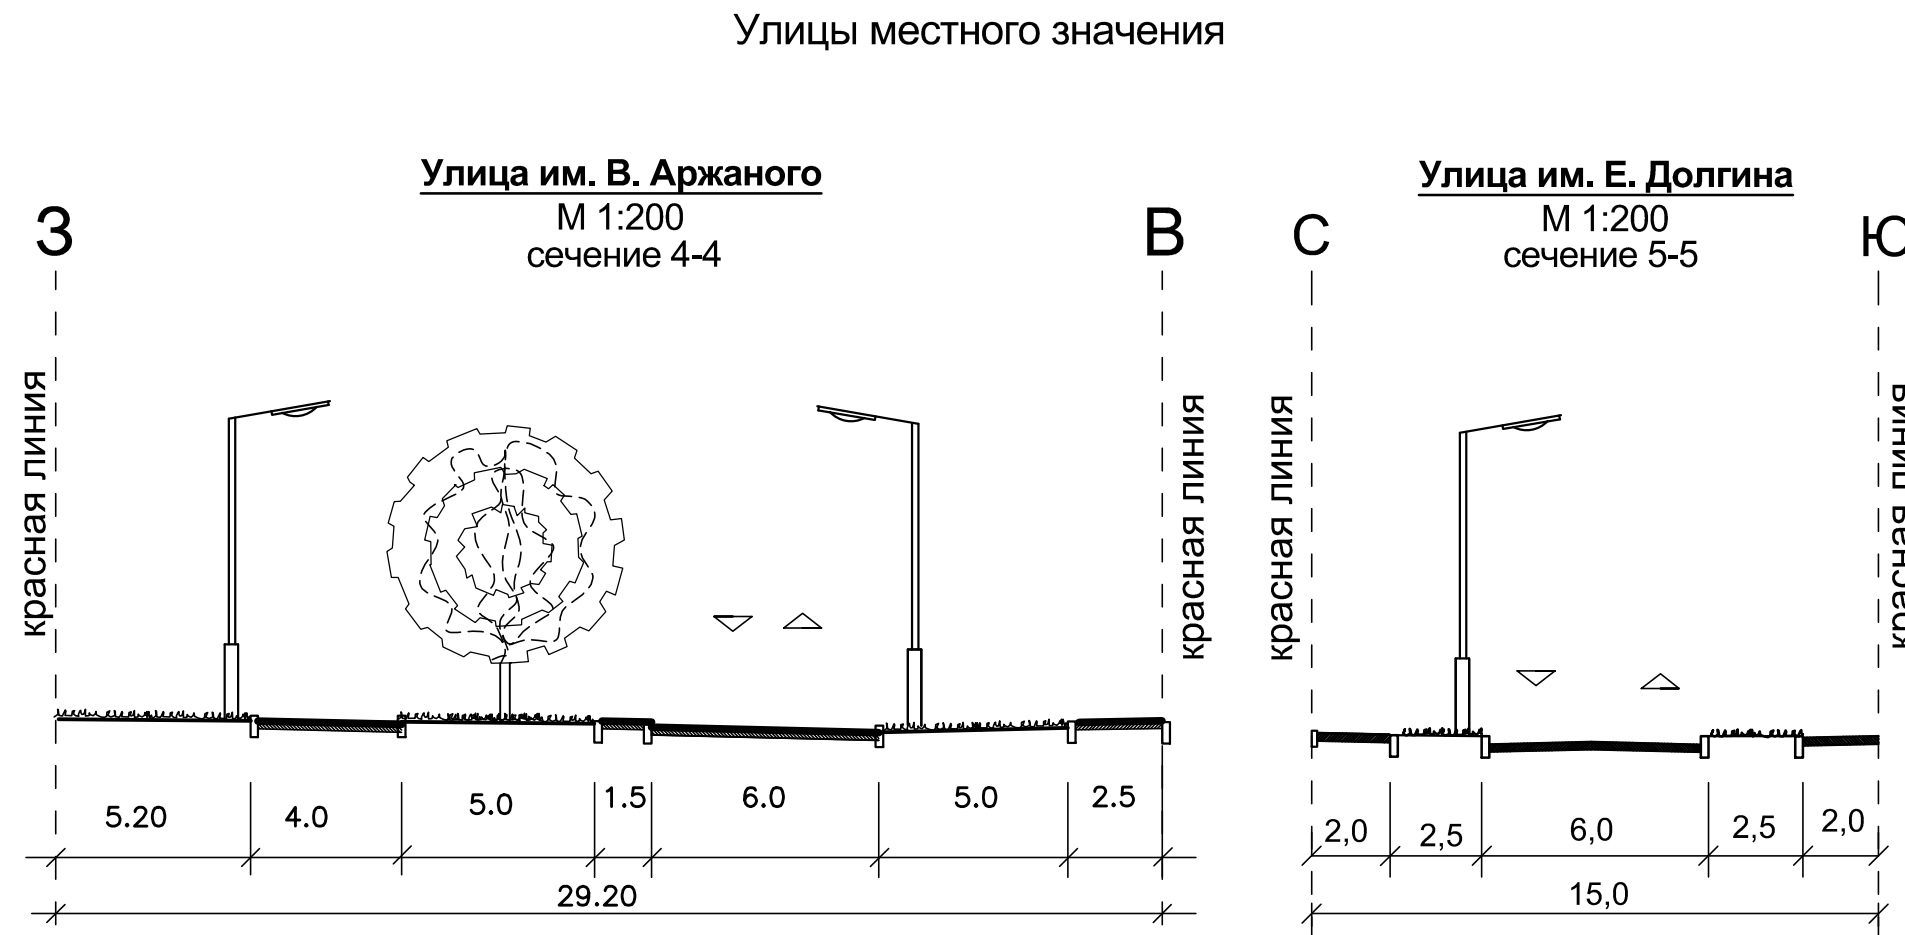 Улицы местного значения
Улица им. В. Аржаного
М 1:200
сечение 4-4
З
В
красная линия
красная линия
5.20
4.0
5.0
1.5
6.0
5.0
2.5
29.20
Улица им. Е. Долгина
М 1:200
сечение 5-5
С
Ю
красная линия
красная линия
2,0
2,5
6,0
2,5
2,0
15,0